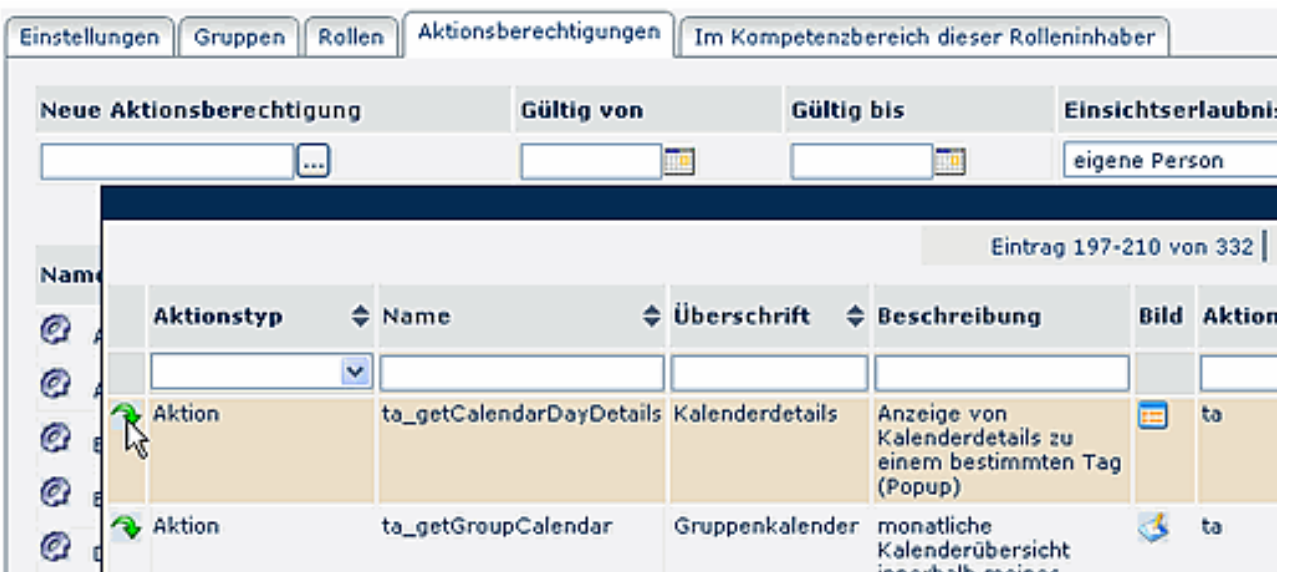 Einstellungen Gruppen Rollen Aktionsberechtigungen Im Kompetenzbereich dieser Rolleninhaber
Neue Aktionsberechtigung Gültig von Gültig bis
... eigene Person
Eintrag 197-210 von 332
Aktionstyp Name Überschrift Beschreibung Bild Aktion
Aktion ta_getCalendarDayDetails Kalenderdetails Anzeige von ta
Kalenderdetails zu
einem bestimmten Tag
(Popup)
Aktion ta_getGroupCalendar Gruppenkalender monatliche ta
Kalenderübersicht